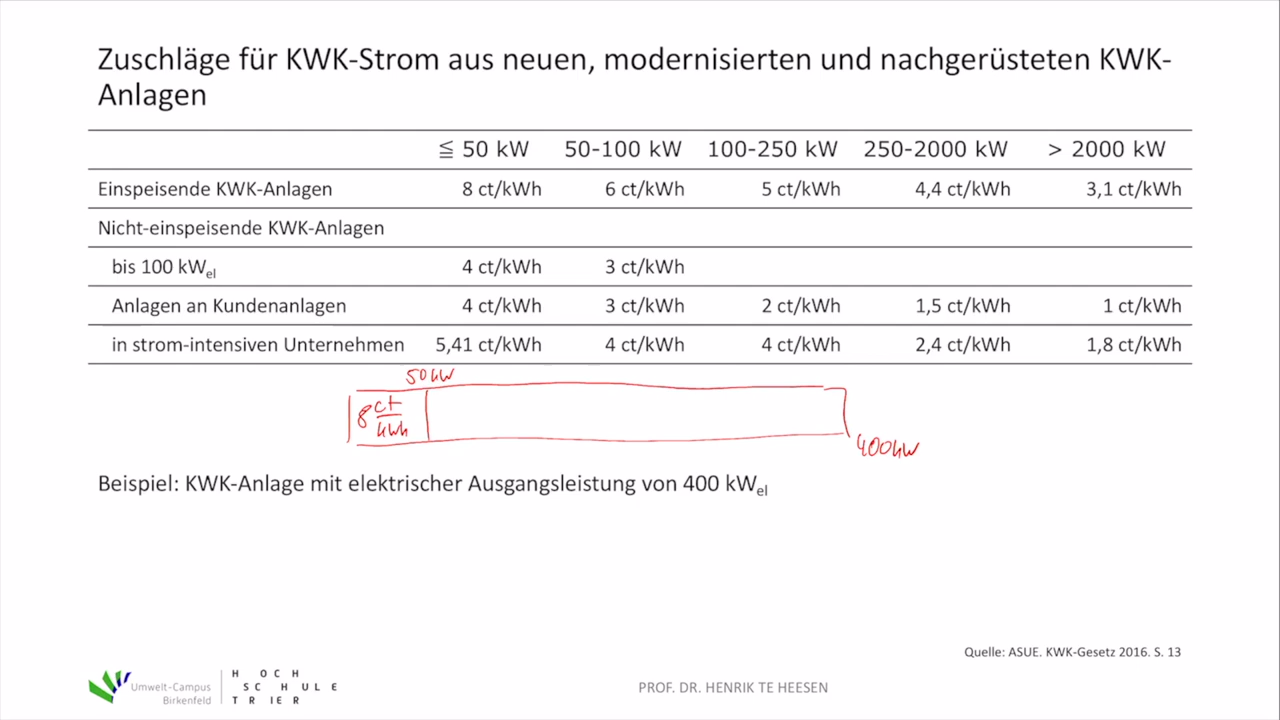 Zuschläge für KWK-Strom aus neuen, modernisierten und nachgerüsteten KWK-
Anlagen
≦ 50 kW 50-100 kW 100-250 kW 250-2000 kW > 2000 kW
Einspeisende KWK-Anlagen 8 ct/kWh 6 ct/kWh 5 ct/kWh 4,4 ct/kWh 3,1 ct/kWh
Nicht-einspeisende KWK-Anlagen
bis 100 kWel 4 ct/kWh 3 ct/kWh
Anlagen an Kundenanlagen 4 ct/kWh 3 ct/kWh 2 ct/kWh 1,5 ct/kWh 1 ct/kWh
in strom-intensiven Unternehmen 5,41 ct/kWh 4 ct/kWh 4 ct/kWh 2,4 ct/kWh 1,8 ct/kWh
50 kW
8 ct/kWh
400 kW
Beispiel: KWK-Anlage mit elektrischer Ausgangsleistung von 400 kWel
Quelle: ASUE. KWK-Gesetz 2016. S. 13
Umwelt-Campus
Birkenfeld
HOCH
SCHULE
TRIER
PROF. DR. HENRIK TE HEESEN